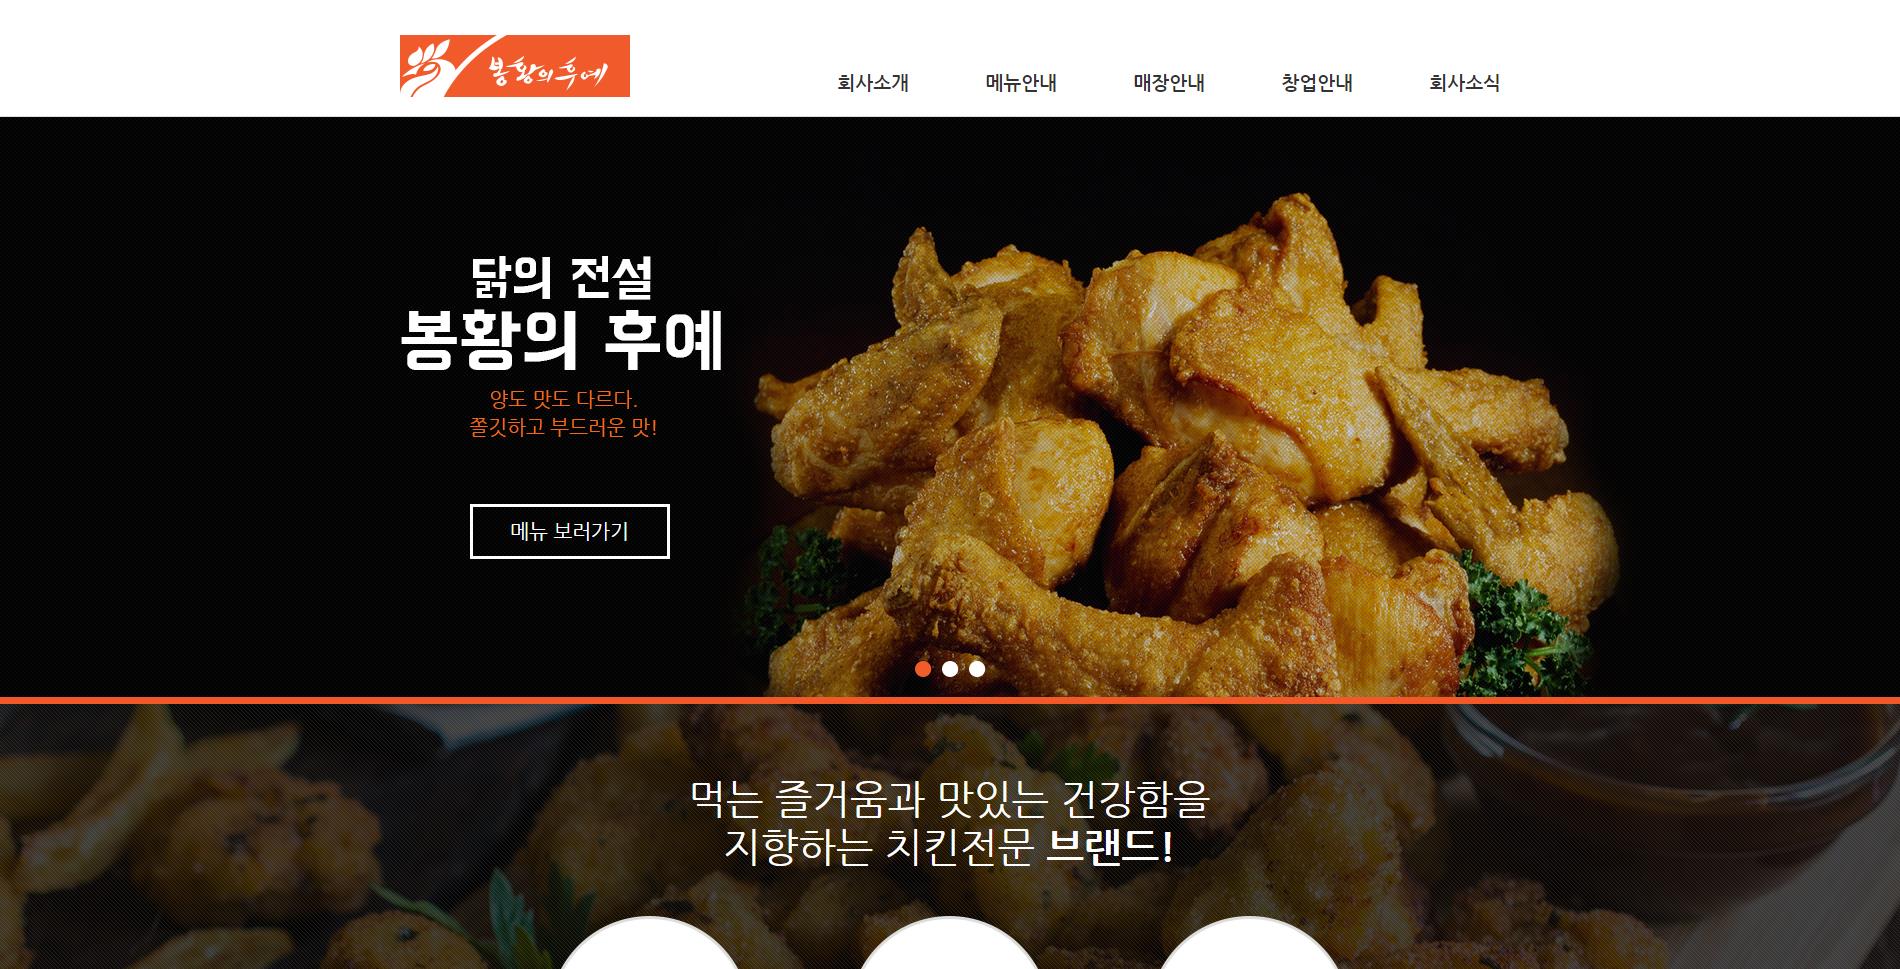 봉황의후예
회사소개 메뉴안내 매장안내 창업안내 회사소식
닭의 전설
봉황의 후예
양도 맛도 다르다.
쫄깃하고 부드러운 맛!
메뉴 보러가기
먹는 즐거움과 맛있는 건강함을
지향하는 치킨전문 브랜드!